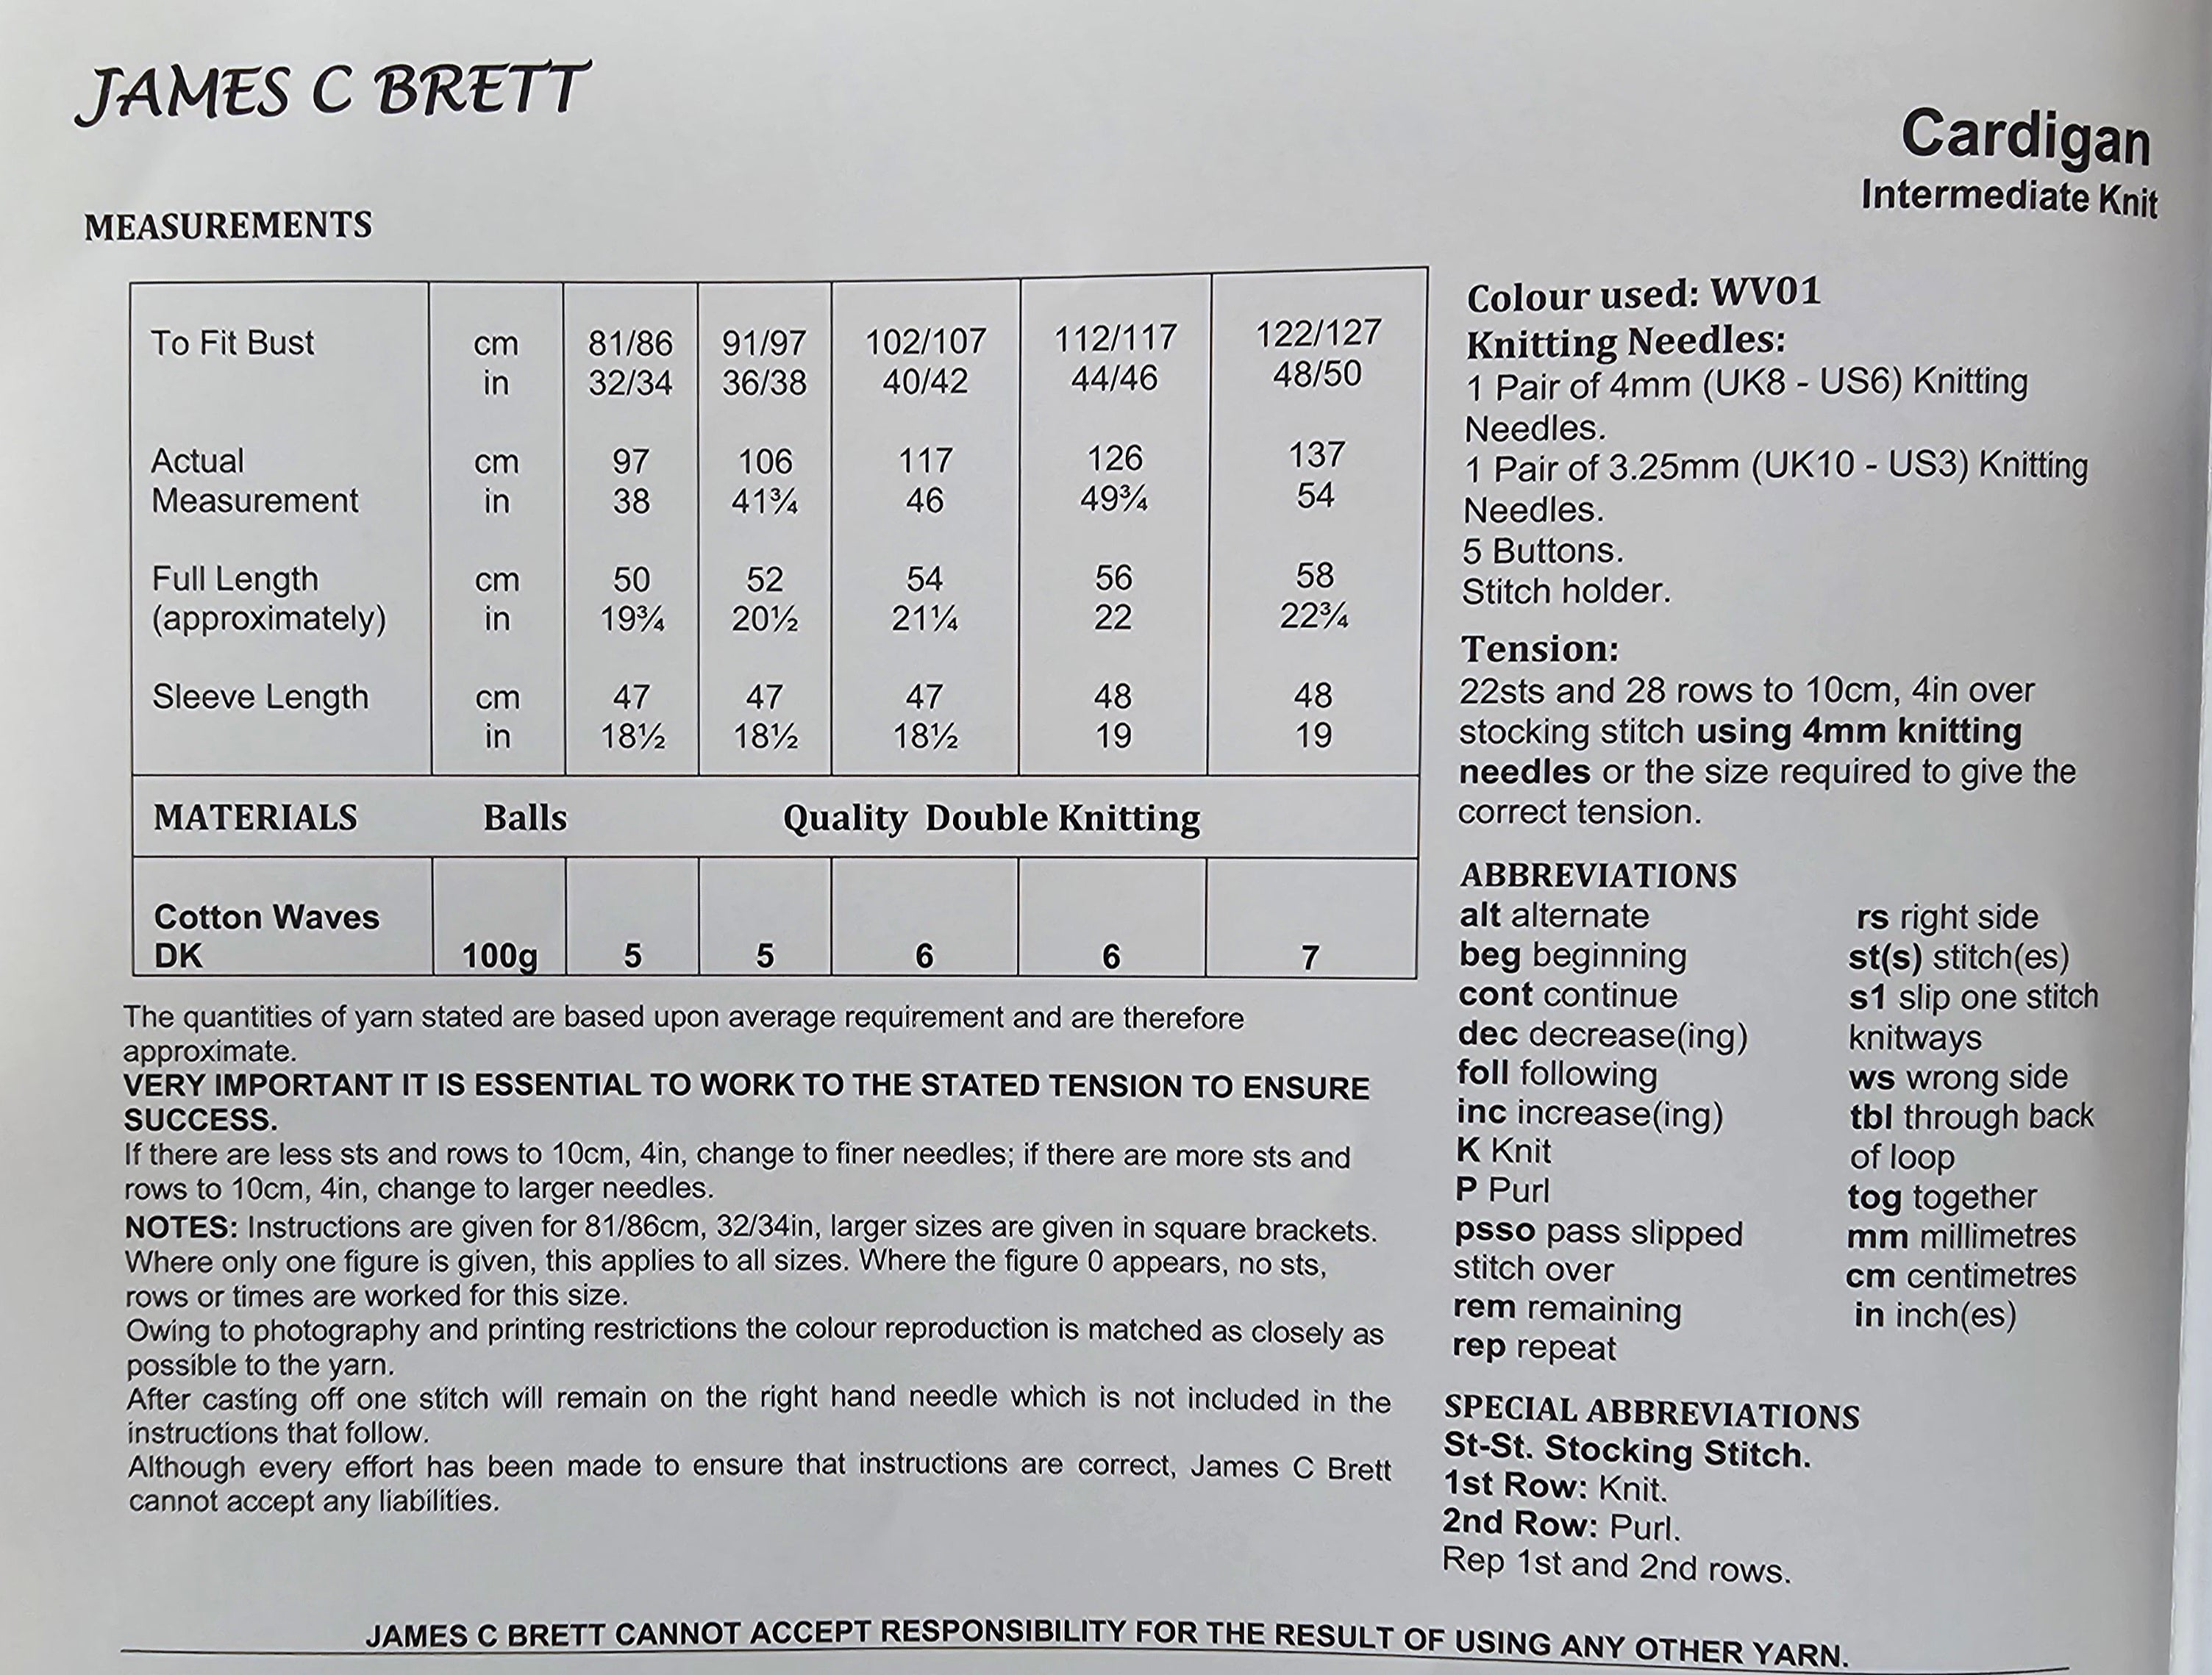 JAMES C BRETT
Cardigan
Intermediate Knit
MEASUREMENTS
To Fit Bust cm 81/86 91/97 102/107 112/117 122/127
in 32/34 36/38 40/42 44/46 48/50
Actual cm 97 106 117 126 137
Measurement in 38 41¾ 46 49¾ 54
Full Length cm 50 52 54 56 58
(approximately) in 19¾ 20½ 21¼ 22 22¾
Sleeve Length cm 47 47 47 48 48
in 18½ 18½ 18½ 19 19
MATERIALS Balls Quality Double Knitting
Cotton Waves
DK 100g 5 5 6 6 7
The quantities of yarn stated are based upon average requirement and are therefore
approximate.
VERY IMPORTANT IT IS ESSENTIAL TO WORK TO THE STATED TENSION TO ENSURE
SUCCESS.
If there are less sts and rows to 10cm, 4in, change to finer needles; if there are more sts and
rows to 10cm, 4in, change to larger needles.
NOTES: Instructions are given for 81/86cm, 32/34in, larger sizes are given in square brackets.
Where only one figure is given, this applies to all sizes. Where the figure 0 appears, no sts,
rows or times are worked for this size.
Owing to photography and printing restrictions the colour reproduction is matched as closely as
possible to the yarn.
After casting off one stitch will remain on the right hand needle which is not included in the
instructions that follow.
Although every effort has been made to ensure that instructions are correct, James C Brett
cannot accept any liabilities.
Colour used: WV01
Knitting Needles:
1 Pair of 4mm (UK8 - US6) Knitting
Needles.
1 Pair of 3.25mm (UK10 - US3) Knitting
Needles.
5 Buttons.
Stitch holder.
Tension:
22sts and 28 rows to 10cm, 4in over
stocking stitch using 4mm knitting
needles or the size required to give the
correct tension.
ABBREVIATIONS
alt alternate
beg beginning
cont continue
dec decrease(ing)
foll following
inc increase(ing)
K Knit
P Purl
psso pass slipped
stitch over
rem remaining
rep repeat
rs right side
st(s) stitch(es)
s1 slip one stitch
knitways
ws wrong side
tbl through back
of loop
tog together
mm millimetres
cm centimetres
in inch(es)
SPECIAL ABBREVIATIONS
St-St. Stocking Stitch.
1st Row: Knit.
2nd Row: Purl.
Rep 1st and 2nd rows.
JAMES C BRETT CANNOT ACCEPT RESPONSIBILITY FOR THE RESULT OF USING ANY OTHER YARN.